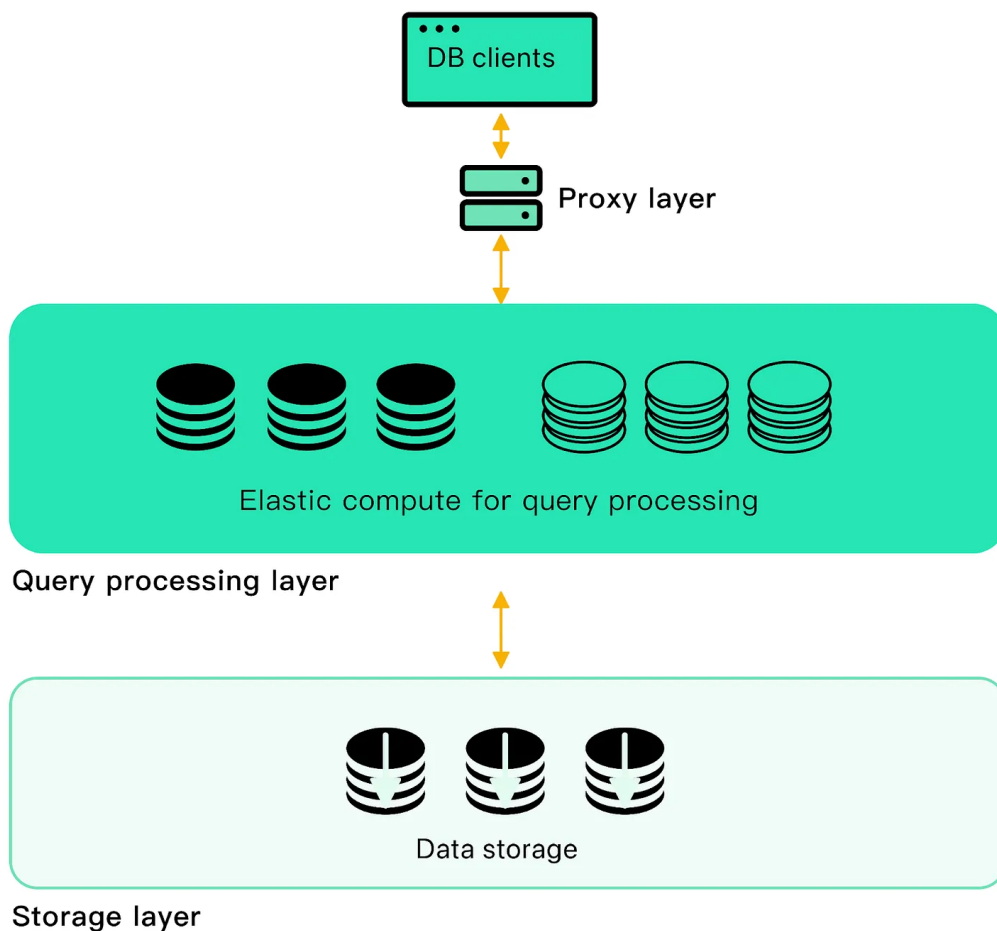 DB clients
Proxy layer
Elastic compute for query processing
Query processing layer
Data storage
Storage layer